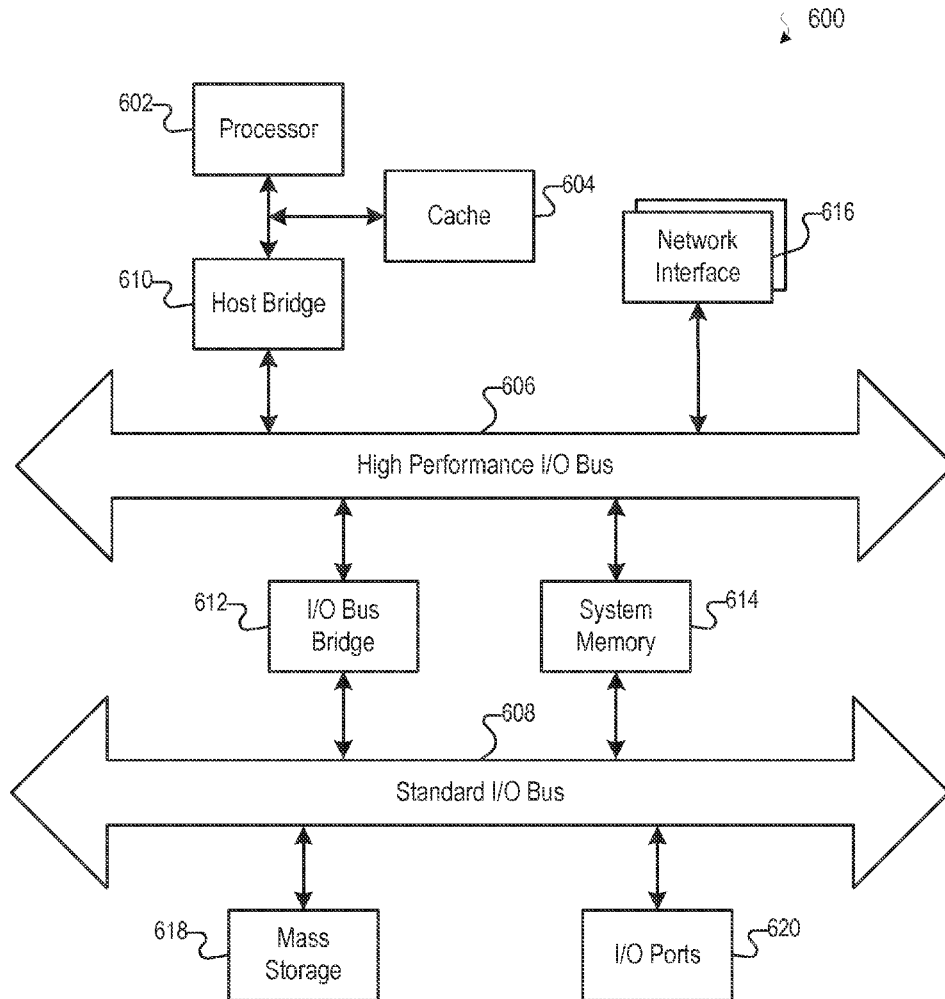 600
602
Processor
Cache
604
Network
Interface
616
610
Host Bridge
606
High Performance I/O Bus
612
I/O Bus
Bridge
System
Memory
614
608
Standard I/O Bus
618
Mass
Storage
I/O Ports
620